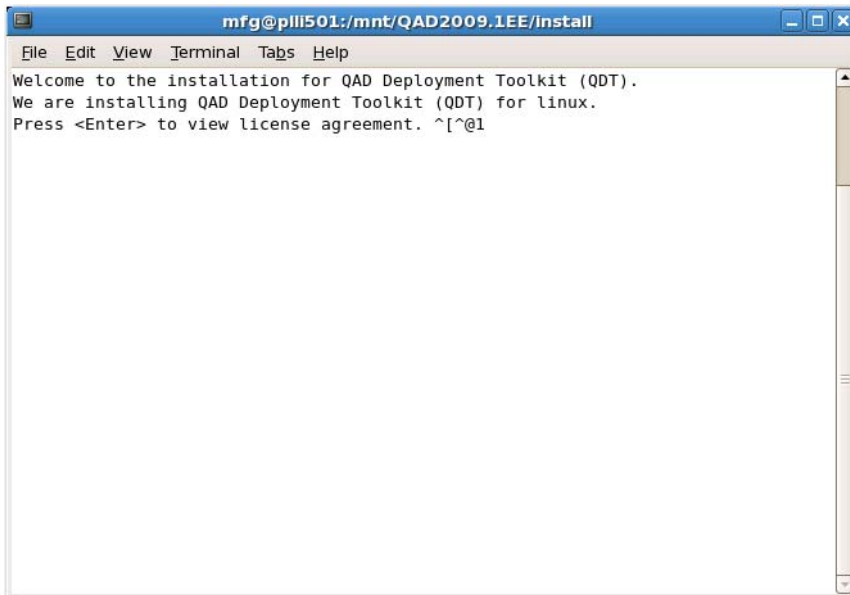 mfg@plli501:/mnt/QAD2009.1EE/install
File Edit View Terminal Tabs Help
Welcome to the installation for QAD Deployment Toolkit (QDT).
We are installing QAD Deployment Toolkit (QDT) for linux.
Press <Enter> to view license agreement. ^[^@1